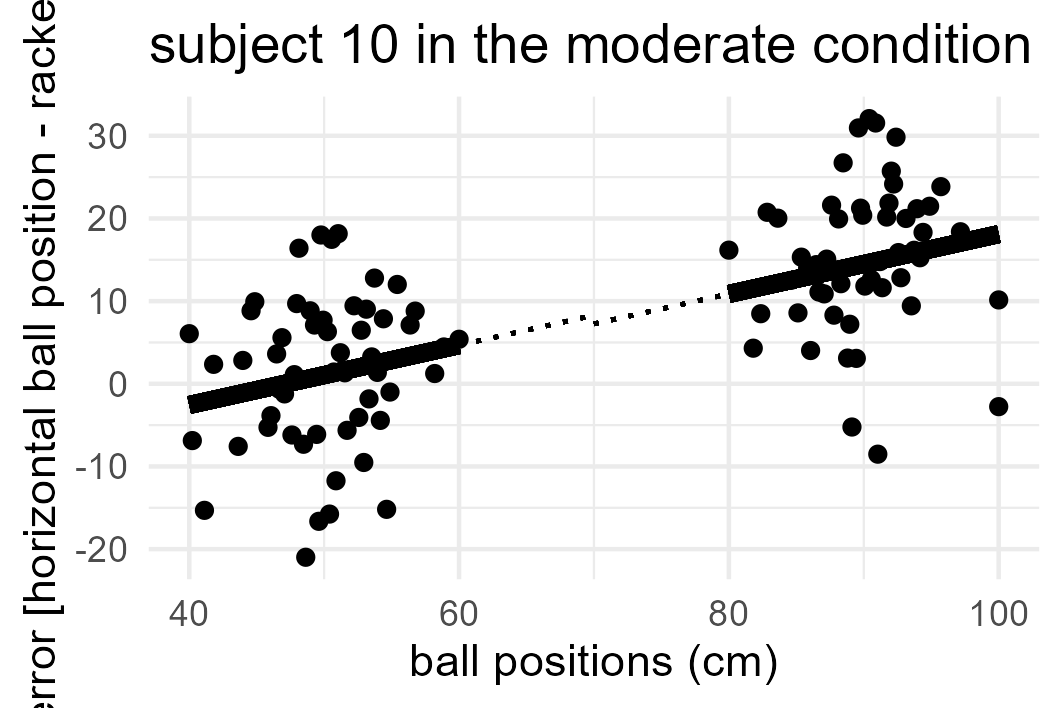 subject 10 in the moderate condition
error [horizontal ball position - racke
30
20
10
0
-10
-20
40 60 80 100
ball positions (cm)